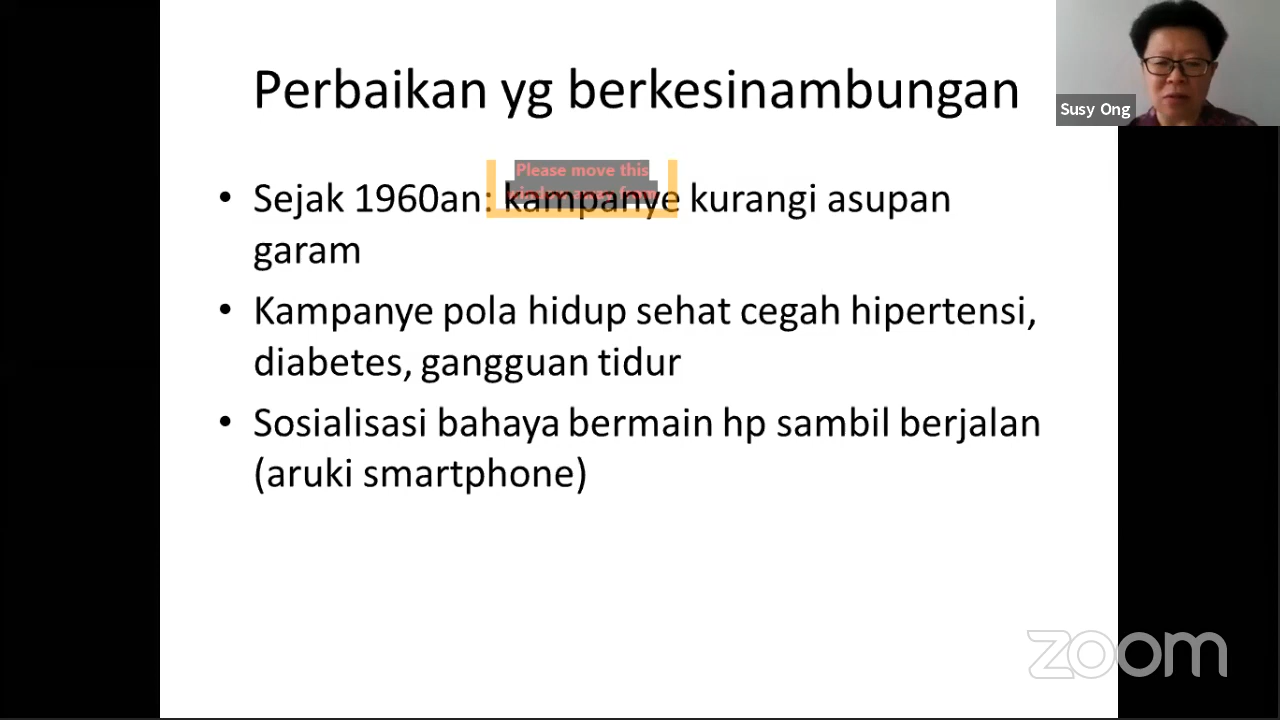 Perbaikan yg berkesinambungan
Susy Ong
Please move this
• Sejak 1960an: kampanye kurangi asupan
garam
• Kampanye pola hidup sehat cegah hipertensi,
diabetes, gangguan tidur
• Sosialisasi bahaya bermain hp sambil berjalan
(aruki smartphone)
zoom